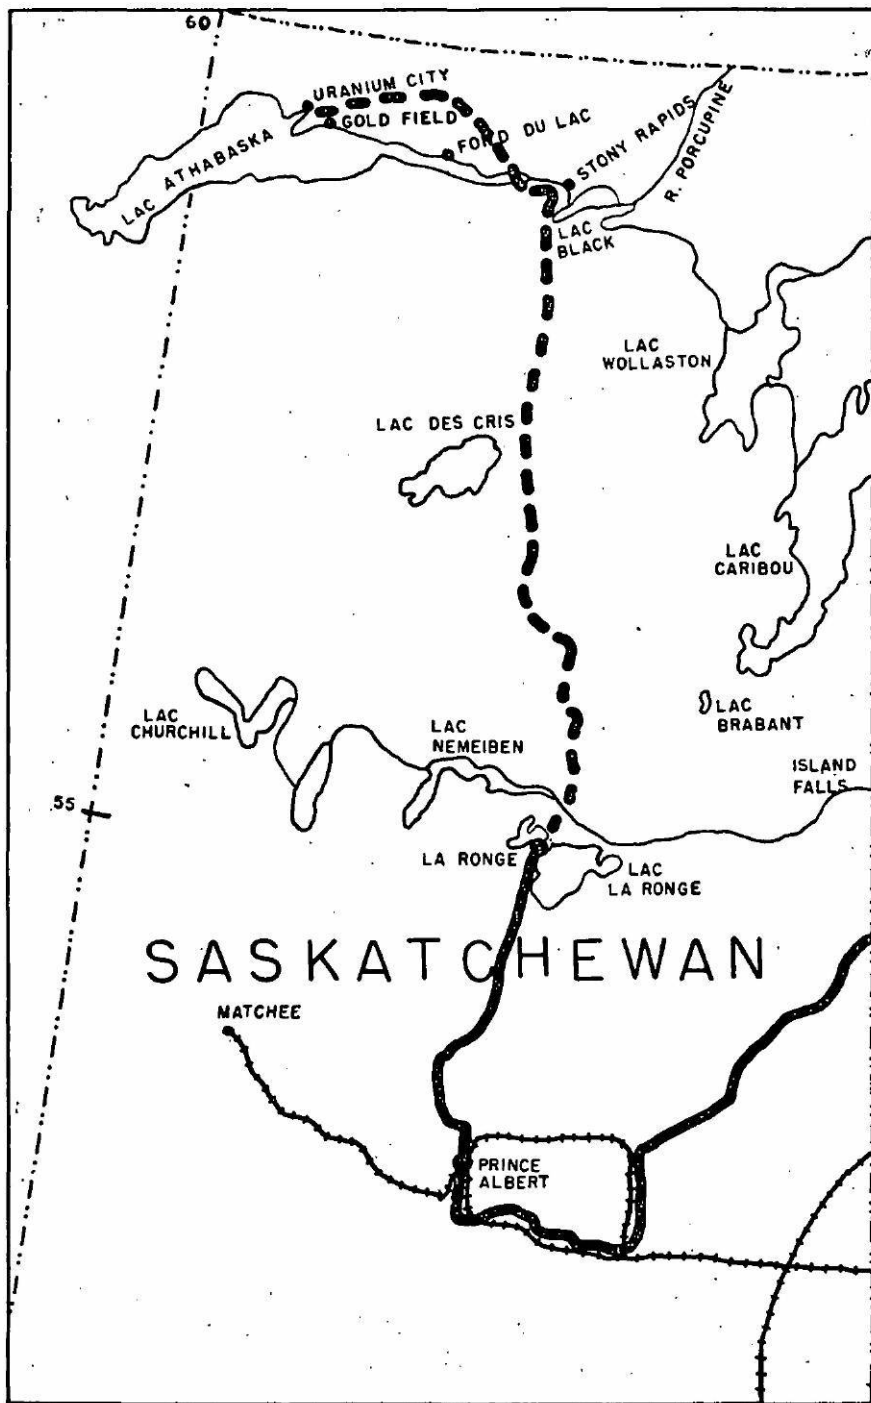 60
URANIUM CITY
GOLD FIELD
FOND DU LAC
STONY RAPIDS
R. PORCUPINE
LAC ATHABASKA
LAC
BLACK
LAC
WOLLASTON
LAC DES CRIS
LAC
CARIBOU
LAC
BRABANT
LAC
CHURCHILL
LAC
NEMEIBEN
ISLAND
FALLS
55
LA RONGE
LAC
LA RONGE
SASKATCHEWAN
MATCHEE
PRINCE
ALBERT